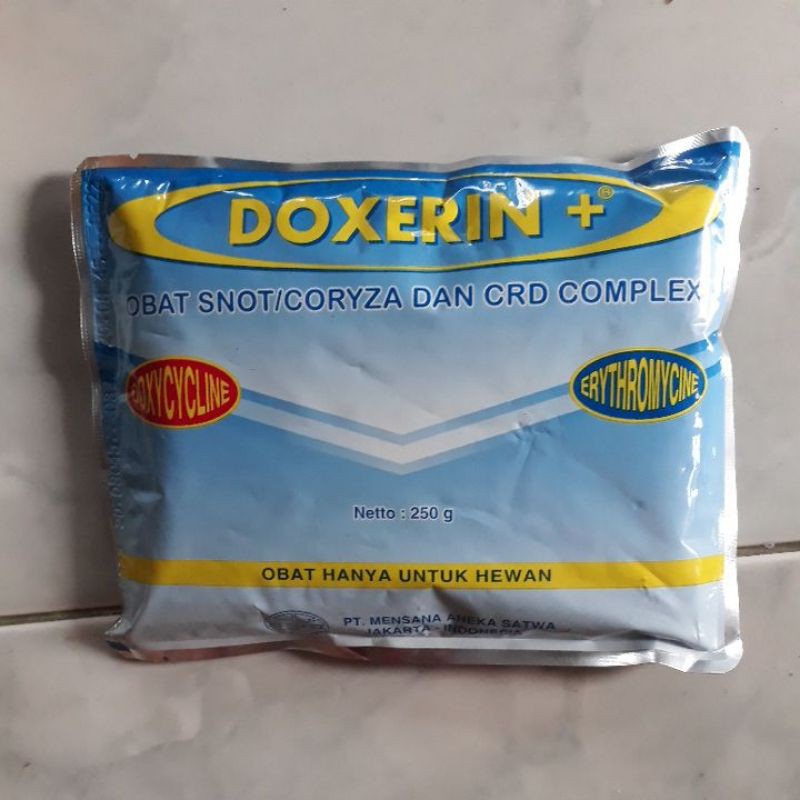 DOXERIN +®
OBAT SNOT/CORYZA DAN CRD COMPLEX
DOXYCYCLINE
ERYTHROMYCINE
Netto : 250 g
OBAT HANYA UNTUK HEWAN
PT. MENSANA ANEKA SATWA
JAKARTA - INDONESIA